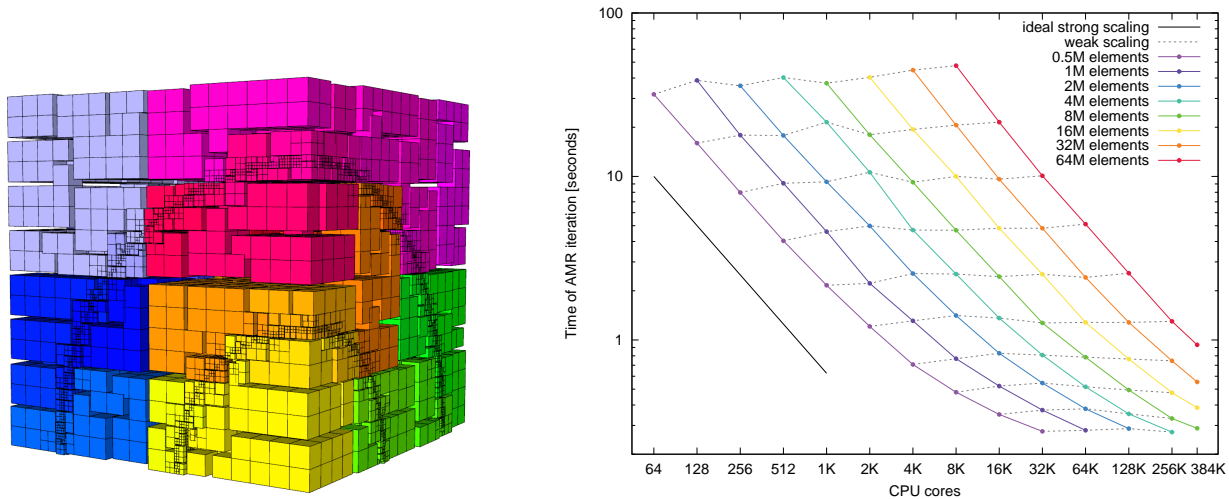 100
10
1
Time of AMR iteration [seconds]
ideal strong scaling
weak scaling
0.5M elements
1M elements
2M elements
4M elements
8M elements
16M elements
32M elements
64M elements
64 128 256 512 1K 2K 4K 8K 16K 32K 64K 128K 256K 384K
CPU cores